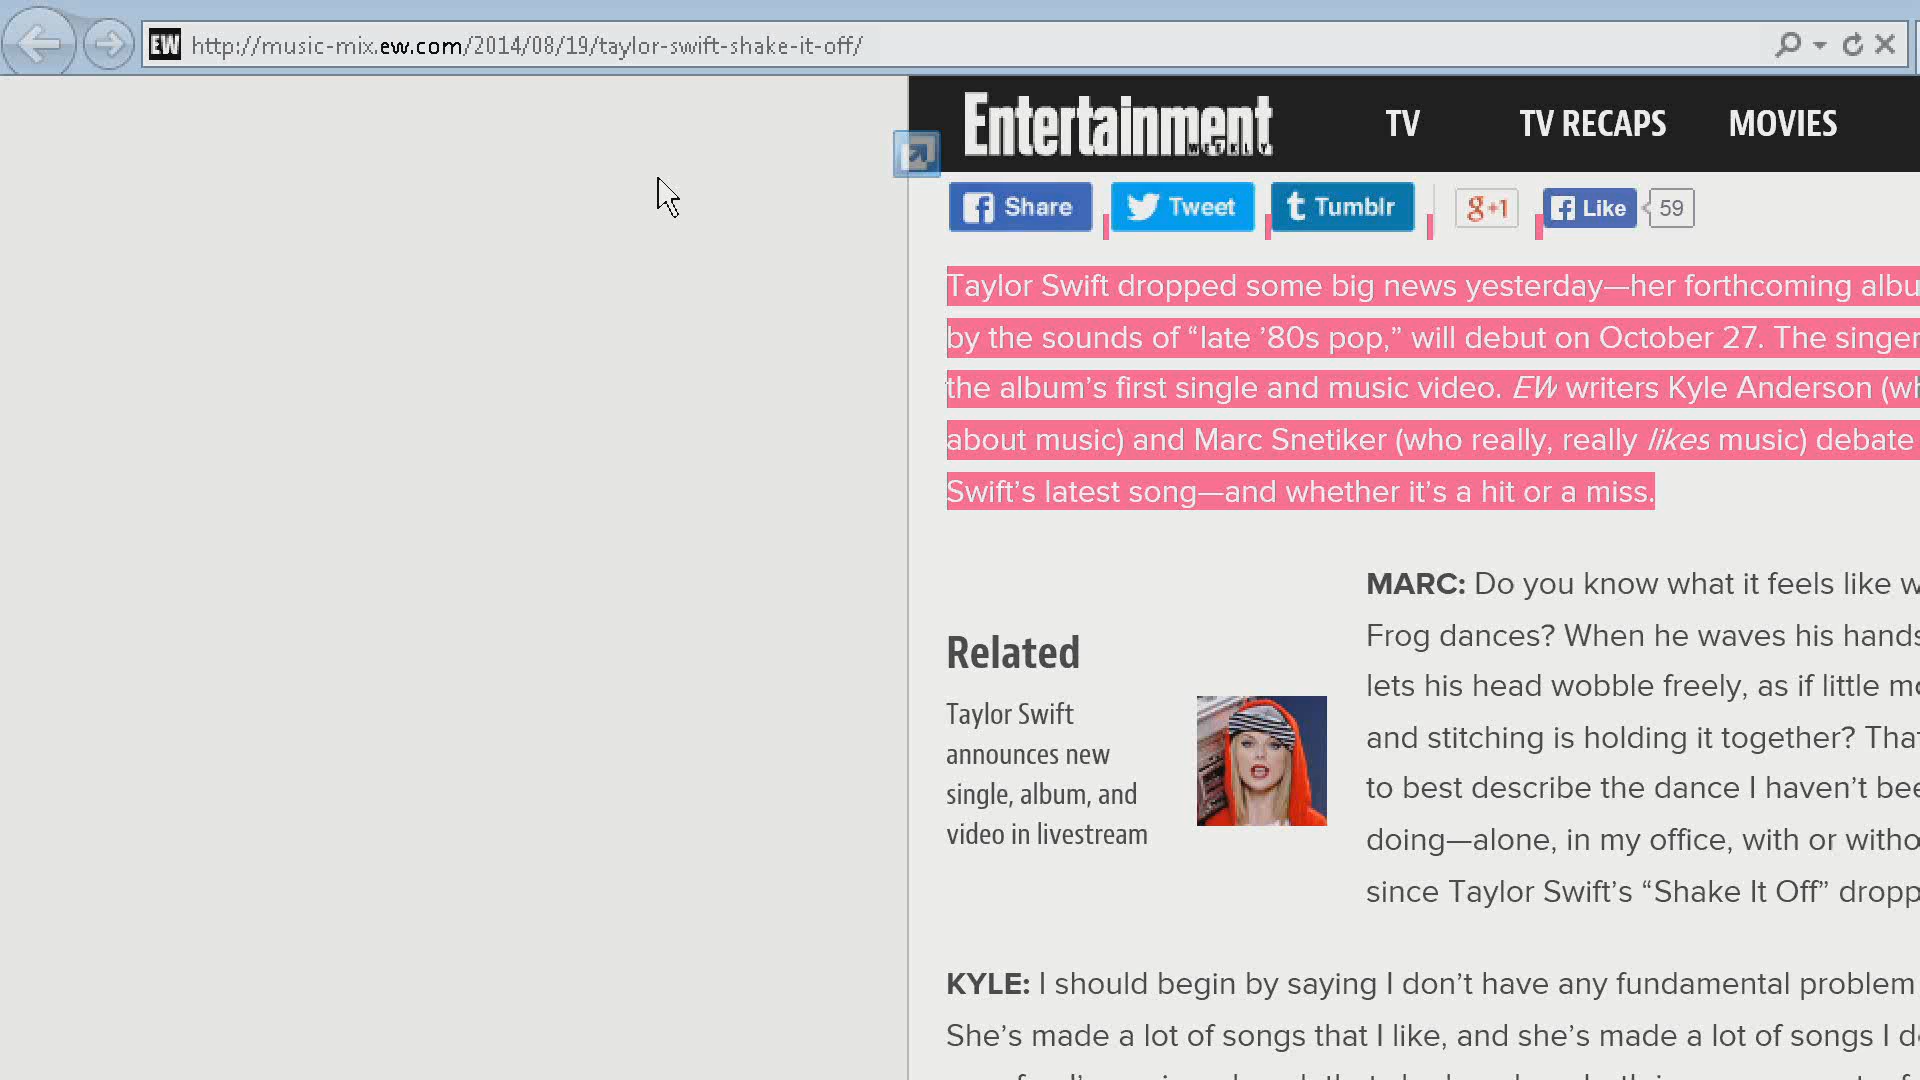 EW http://music-mix.ew.com/2014/08/19/taylor-swift-shake-it-off/
Entertainment WEEKLY TV TV RECAPS MOVIES
Share Tweet Tumblr g+1 Like 59
Taylor Swift dropped some big news yesterday—her forthcoming albu
by the sounds of “late ’80s pop,” will debut on October 27. The singer
the album’s first single and music video. EW writers Kyle Anderson (wh
about music) and Marc Snetiker (who really, really likes music) debate
Swift’s latest song—and whether it’s a hit or a miss.
MARC: Do you know what it feels like w
Frog dances? When he waves his hands
lets his head wobble freely, as if little mo
and stitching is holding it together? That
to best describe the dance I haven’t bee
doing—alone, in my office, with or witho
since Taylor Swift’s “Shake It Off” dropp
Related
Taylor Swift
announces new
single, album, and
video in livestream
KYLE: I should begin by saying I don’t have any fundamental problem
She’s made a lot of songs that I like, and she’s made a lot of songs I d